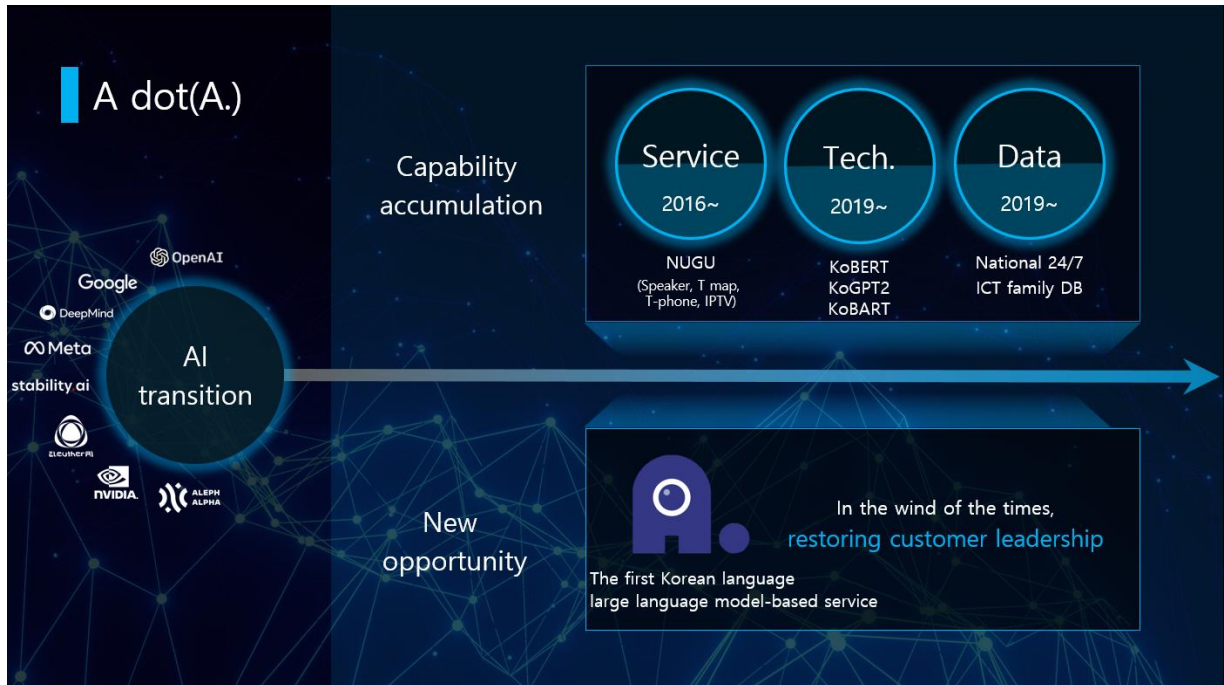 A dot(A.)
OpenAI
Google
DeepMind
Meta
stability ai
EleutherAI
NVIDIA.
ALEPH
ALPHA
AI
transition
Capability
accumulation
Service
2016~
NUGU
(Speaker, T map,
T-phone, IPTV)
Tech.
2019~
KoBERT
KoGPT2
KoBART
Data
2019~
National 24/7
ICT family DB
New
opportunity
The first Korean language
large language model-based service
In the wind of the times,
restoring customer leadership